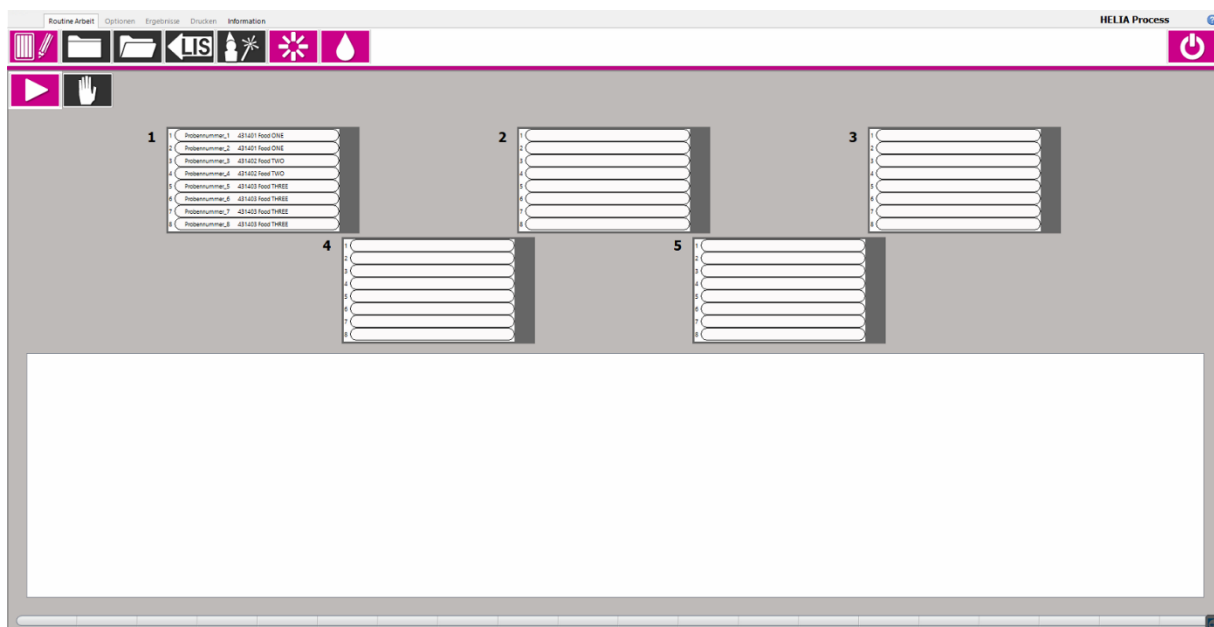 Routine Arbeit Optionen Ergebnisse Drucken Information HELIA Process ?
LIS
1 2 3
1 Probennummer_1 431401 Food ONE 1 1
2 Probennummer_2 431401 Food ONE 2 2
3 Probennummer_3 431402 Food TWO 3 3
4 Probennummer_4 431402 Food TWO 4 4
5 Probennummer_5 431403 Food THREE 5 5
6 Probennummer_6 431403 Food THREE 6 6
7 Probennummer_7 431403 Food THREE 7 7
8 Probennummer_8 431403 Food THREE 8 8
4 5
1 1
2 2
3 3
4 4
5 5
6 6
7 7
8 8